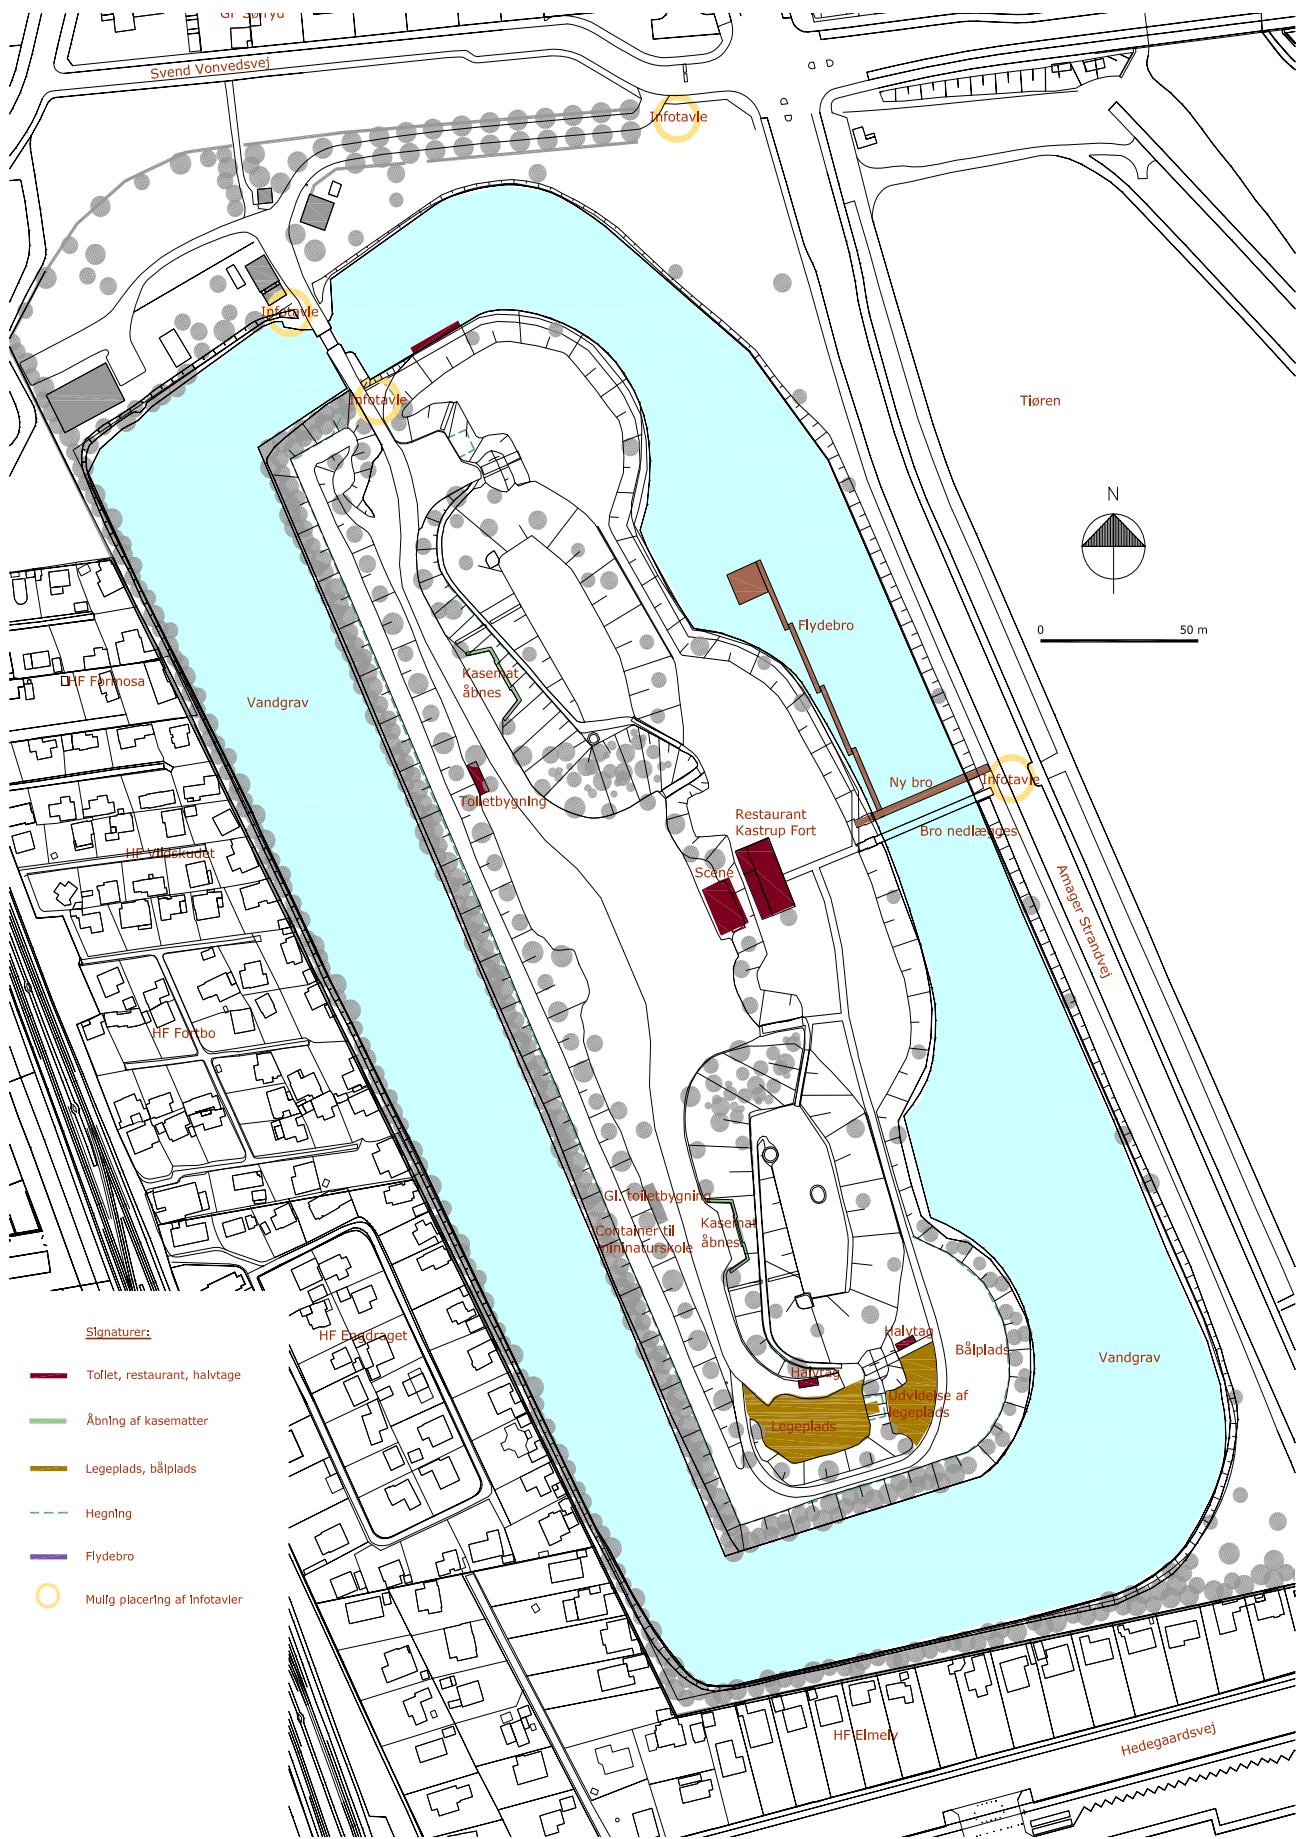 Svend Vonvedsvej
Infotavle
Infotavle
Infotavle
Tiøren
N
0 50 m
Flydebro
HF Formosa
Kasemat
åbnes
Vandgrav
Ny bro
Infotavle
Toiletbygning
Restaurant
Kastrup Fort
Bro nedlægges
HF Vildskudet
Scene
Amager Strandvej
HF Fortbo
Gl. toiletbygning
Container til
mininaturskole
Kasemat
åbnes
Signaturer:
Toilet, restaurant, halvtage
Åbning af kasematter
Legeplads, bålplads
Hegning
Flydebro
Mulig placering af infotavler
HF Engdraget
Halvtag
Bålplads
Vandgrav
Halvtag
Udvidelse af
legeplads
Legeplads
HF Elmely
Hedegaardsvej